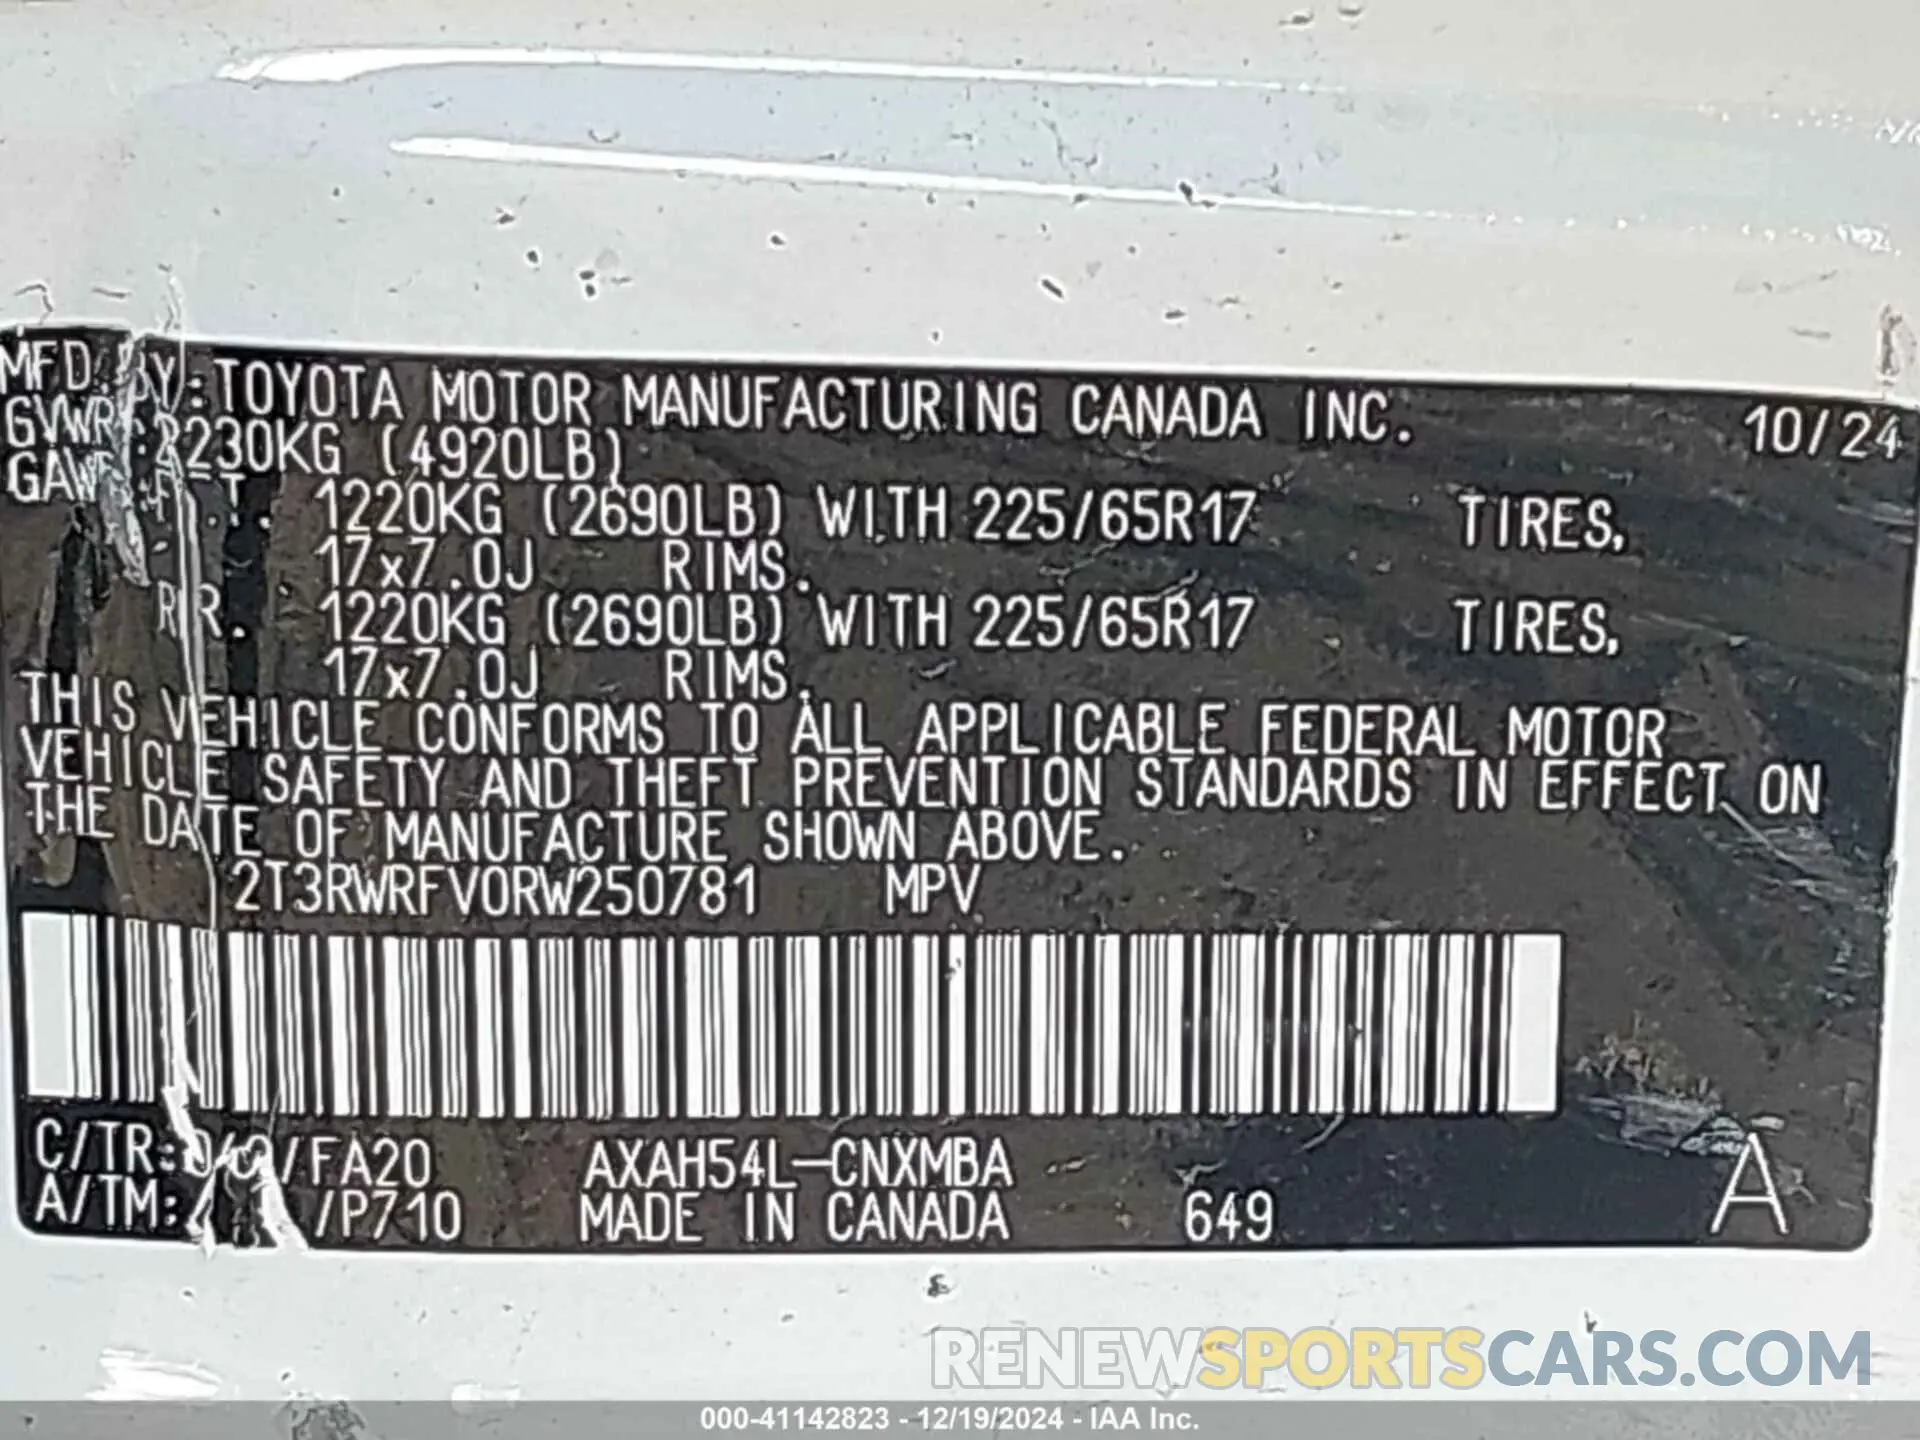 MFD. BY: TOYOTA MOTOR MANUFACTURING CANADA INC. 10/24
GVWR: 2230KG (4920LB)
GAWR: FT. 1220KG (2690LB) WITH 225/65R17 TIRES,
17x7.0J RIMS.
RR. 1220KG (2690LB) WITH 225/65R17 TIRES,
17x7.0J RIMS.
THIS VEHICLE CONFORMS TO ALL APPLICABLE FEDERAL MOTOR
VEHICLE SAFETY AND THEFT PREVENTION STANDARDS IN EFFECT ON
THE DATE OF MANUFACTURE SHOWN ABOVE.
2T3RWRFV0RW250781 MPV
C/TR: /FA20 AXAH54L-CNXMBA
A/TM: /P710 MADE IN CANADA 649 A
RENEWSPORTSCARS.COM
000-41142823 - 12/19/2024 - IAA Inc.